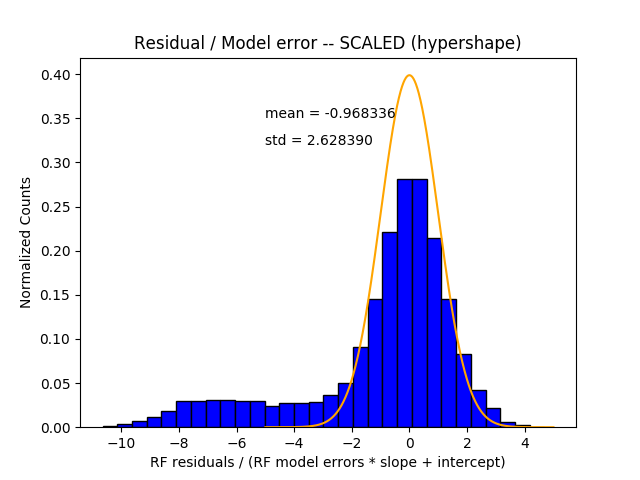 Residual / Model error -- SCALED (hypershape)
0.40
0.35
0.30
0.25
0.20
0.15
0.10
0.05
0.00
Normalized Counts
mean = -0.968336
std = 2.628390
−10 −8 −6 −4 −2 0 2 4
RF residuals / (RF model errors * slope + intercept)